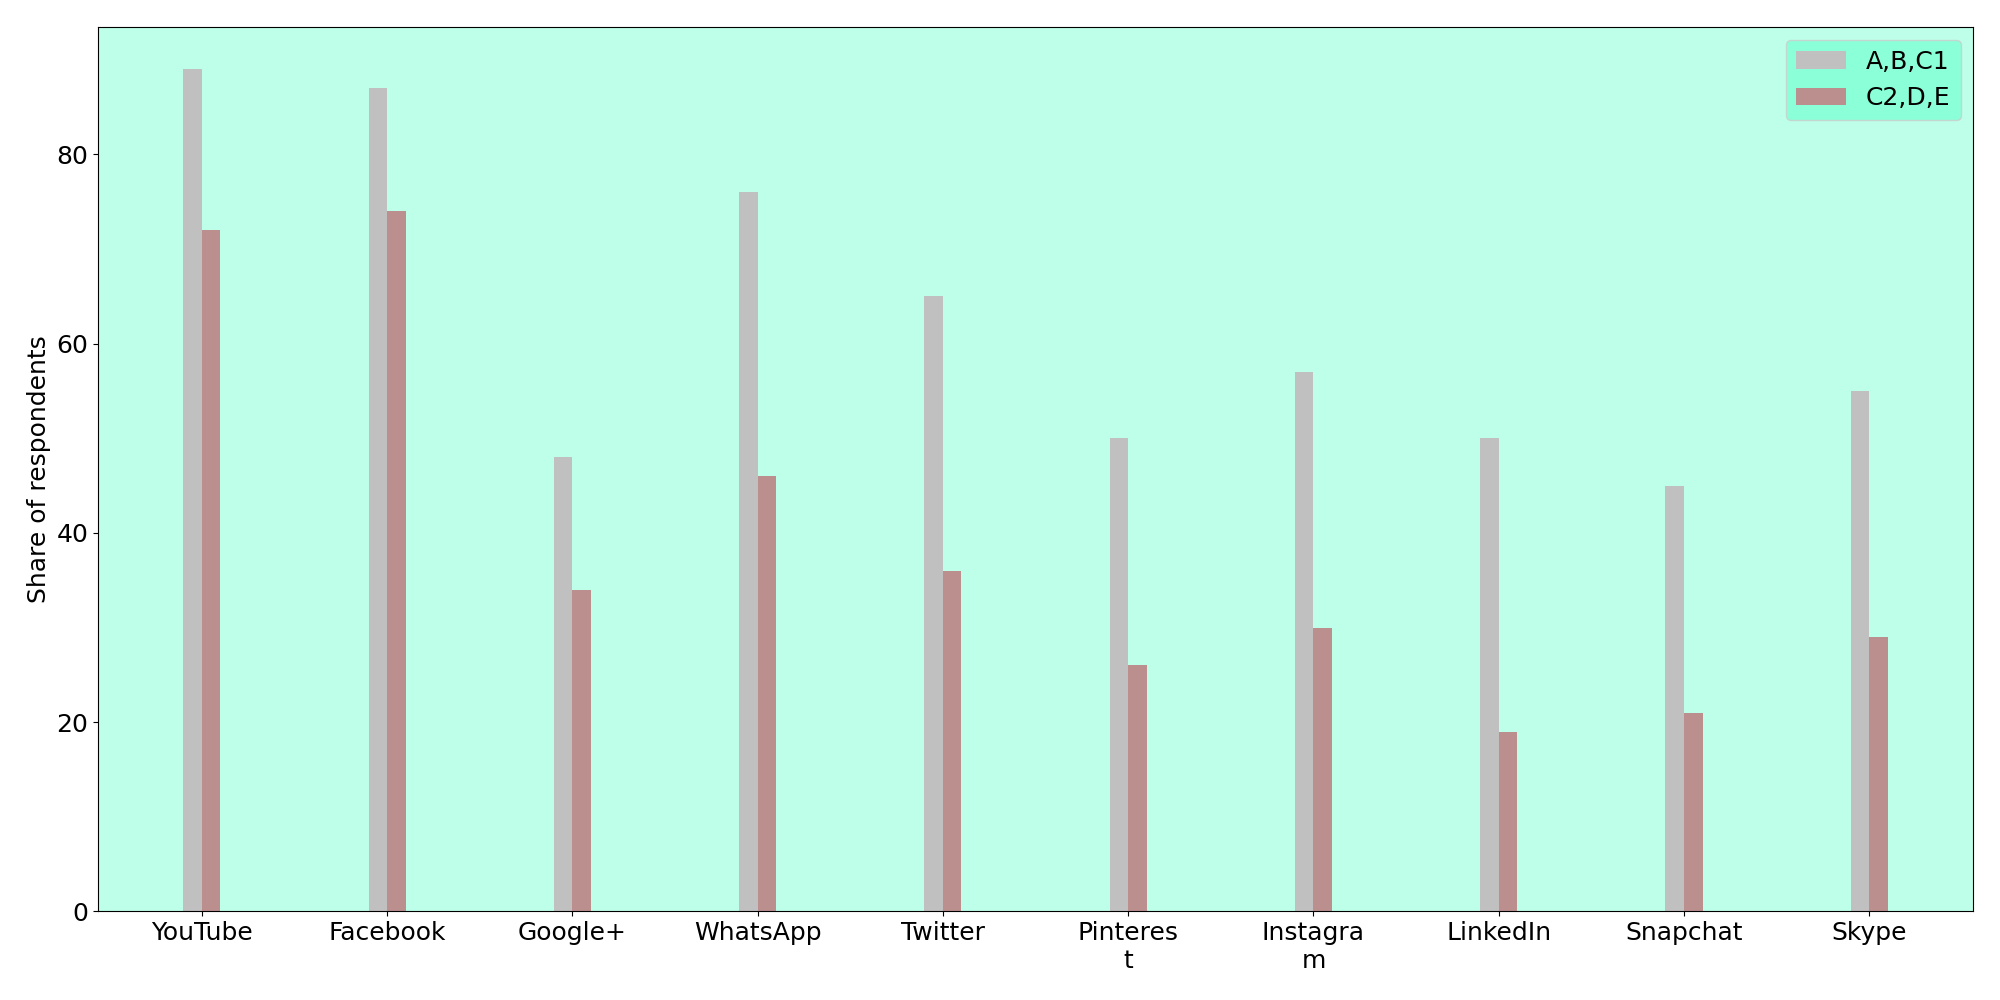 A,B,C1
C2,D,E
Share of respondents
80
60
40
20
0
YouTube
Facebook
Google+
WhatsApp
Twitter
Pinteres
t
Instagra
m
LinkedIn
Snapchat
Skype